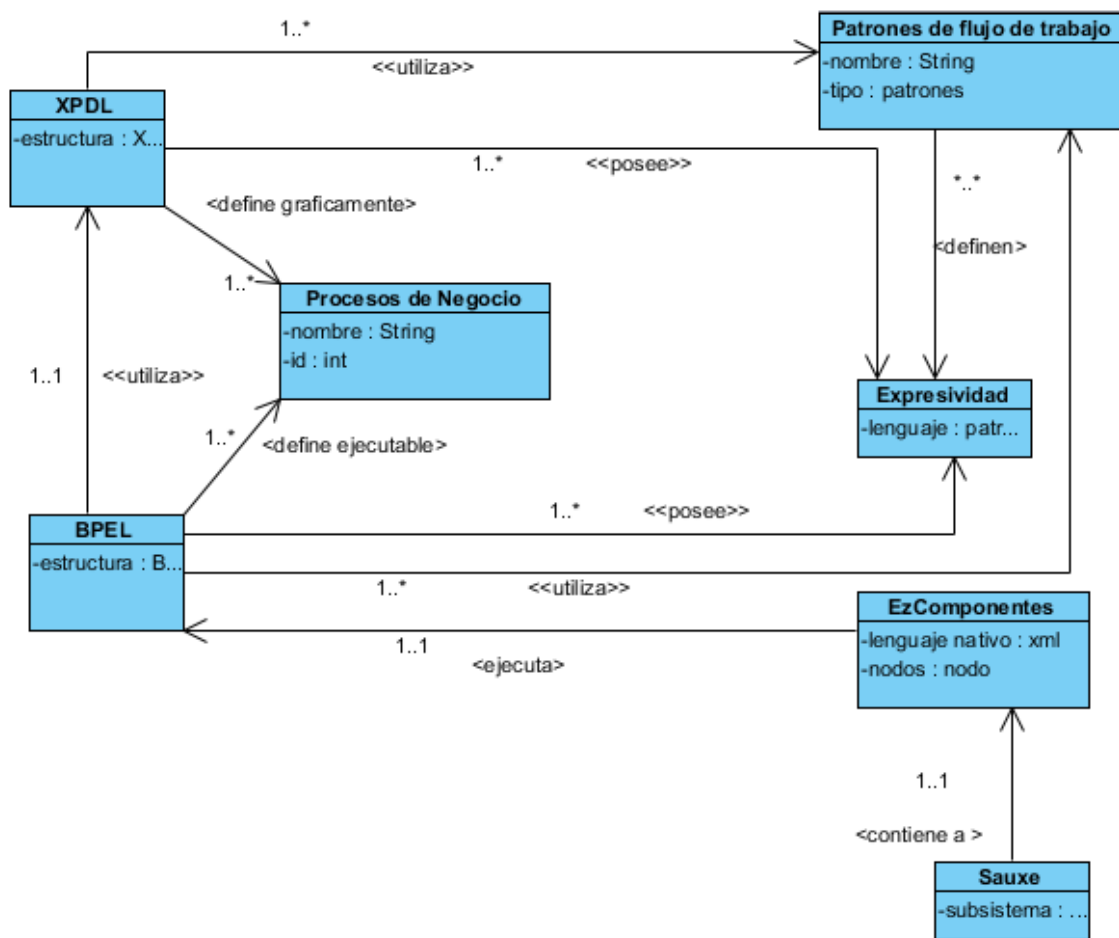 Patrones de flujo de trabajo
-nombre : String
-tipo : patrones
1..*
<<utiliza>>
XPDL
-estructura : X...
1..*
<<posee>>
*..*
<definen>
<define graficamente>
1..*
Procesos de Negocio
-nombre : String
-id : int
1..1
<<utiliza>>
Expresividad
-lenguaje : patr...
1..*
<define ejecutable>
BPEL
-estructura : B...
1..*
<<posee>>
1..*
<<utiliza>>
EzComponentes
-lenguaje nativo : xml
-nodos : nodo
1..1
<ejecuta>
1..1
<contiene a >
Sauxe
-subsistema : ...